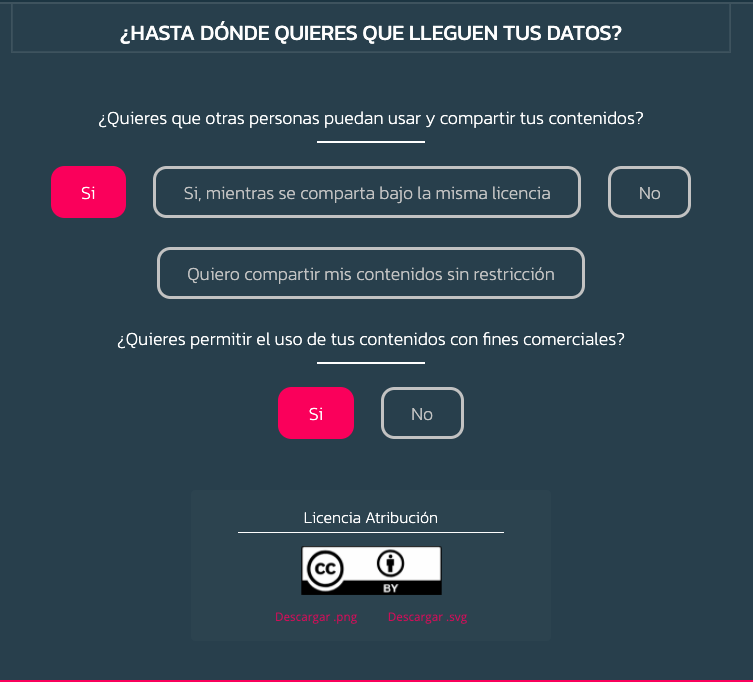 ¿HASTA DÓNDE QUIERES QUE LLEGUEN TUS DATOS?
¿Quieres que otras personas puedan usar y compartir tus contenidos?
Si
Si, mientras se comparta bajo la misma licencia
No
Quiero compartir mis contenidos sin restricción
¿Quieres permitir el uso de tus contenidos con fines comerciales?
Si
No
Licencia Atribución
cc
BY
Descargar .png
Descargar .svg